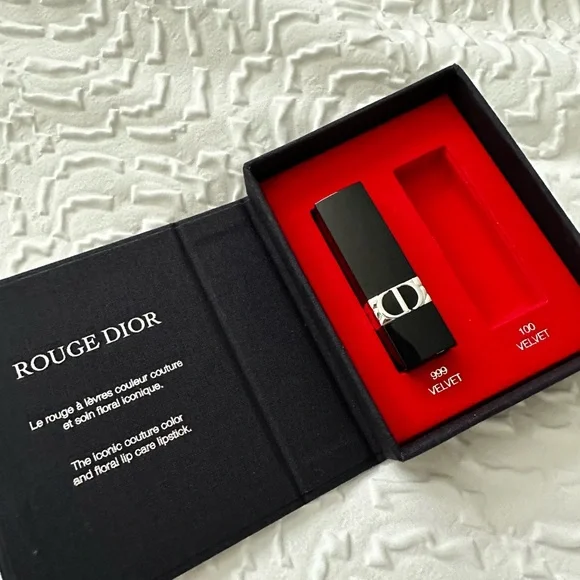 ROUGE DIOR
Le rouge à lèvres couleur couture
et soin floral iconique.
The iconic couture color
and floral lip care lipstick.
999
VELVET
100
VELVET